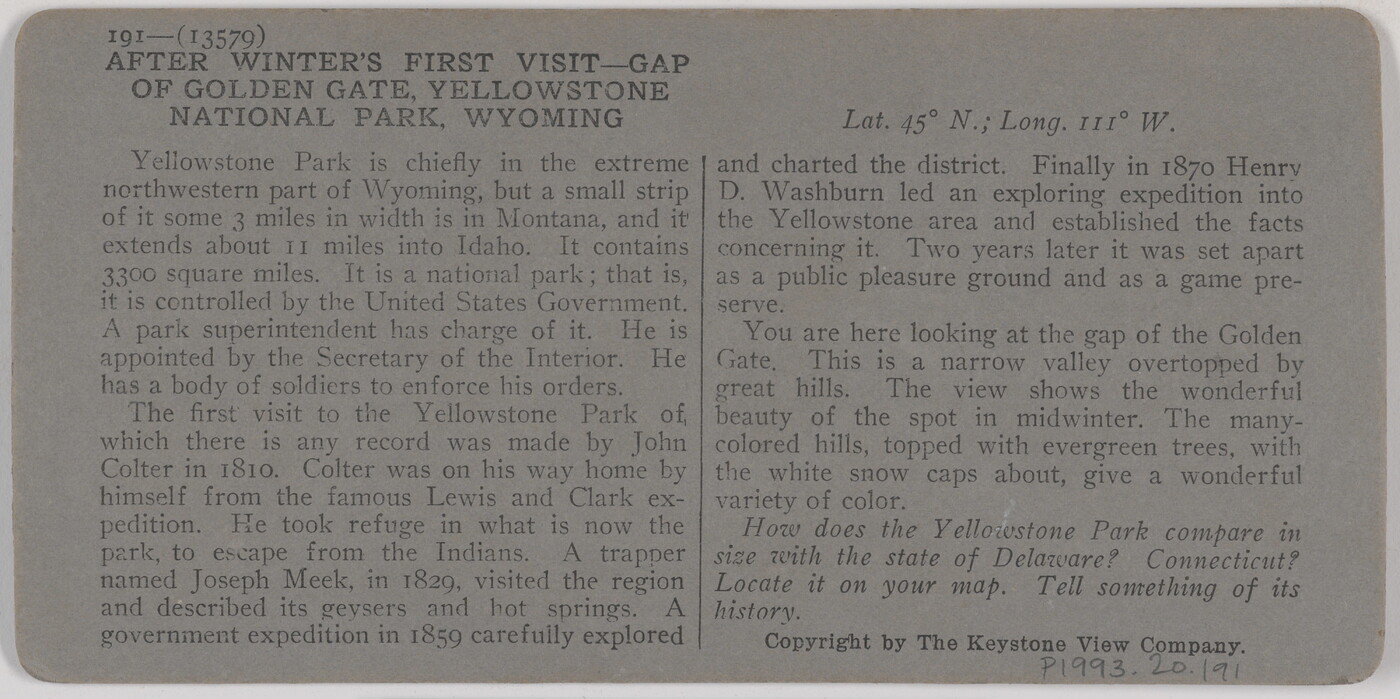 191—(13579)
AFTER WINTER'S FIRST VISIT—GAP
OF GOLDEN GATE, YELLOWSTONE
NATIONAL PARK, WYOMING
Lat. 45° N.; Long. 111° W.
Yellowstone Park is chiefly in the extreme
northwestern part of Wyoming, but a small strip
of it some 3 miles in width is in Montana, and it
extends about 11 miles into Idaho. It contains
3300 square miles. It is a national park; that is,
it is controlled by the United States Government.
A park superintendent has charge of it. He is
appointed by the Secretary of the Interior. He
has a body of soldiers to enforce his orders.
The first visit to the Yellowstone Park of,
which there is any record was made by John
Colter in 1810. Colter was on his way home by
himself from the famous Lewis and Clark ex-
pedition. He took refuge in what is now the
park, to escape from the Indians. A trapper
named Joseph Meek, in 1829, visited the region
and described its geysers and hot springs. A
government expedition in 1859 carefully explored
and charted the district. Finally in 1870 Henry
D. Washburn led an exploring expedition into
the Yellowstone area and established the facts
concerning it. Two years later it was set apart
as a public pleasure ground and as a game pre-
serve.
You are here looking at the gap of the Golden
Gate. This is a narrow valley overtopped by
great hills. The view shows the wonderful
beauty of the spot in midwinter. The many-
colored hills, topped with evergreen trees, with
the white snow caps about, give a wonderful
variety of color.
How does the Yellowstone Park compare in
size with the state of Delaware? Connecticut?
Locate it on your map. Tell something of its
history.
Copyright by The Keystone View Company.
P1993.20.191